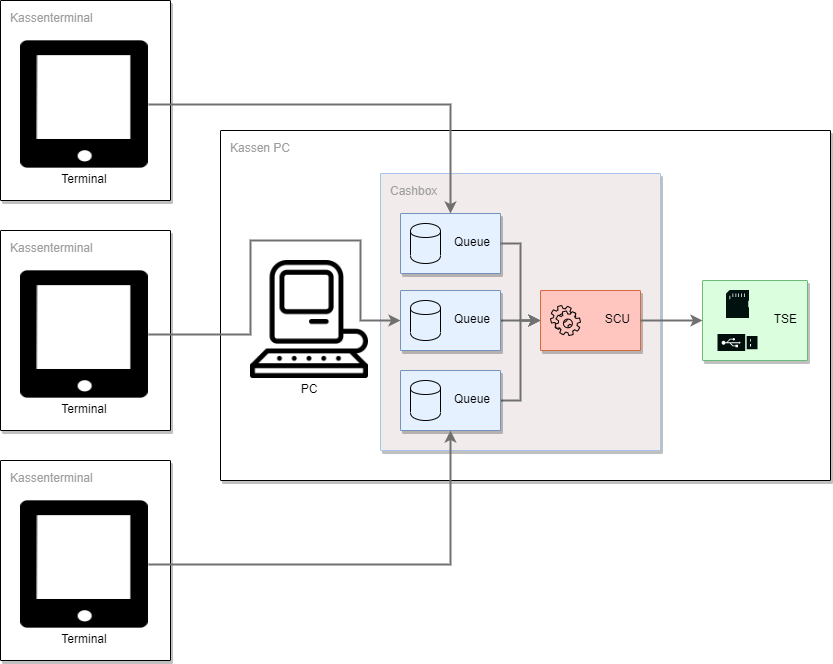 Kassenterminal
Terminal
Kassenterminal
Terminal
Kassenterminal
Terminal
Kassen PC
PC
Cashbox
Queue
Queue
Queue
SCU
TSE